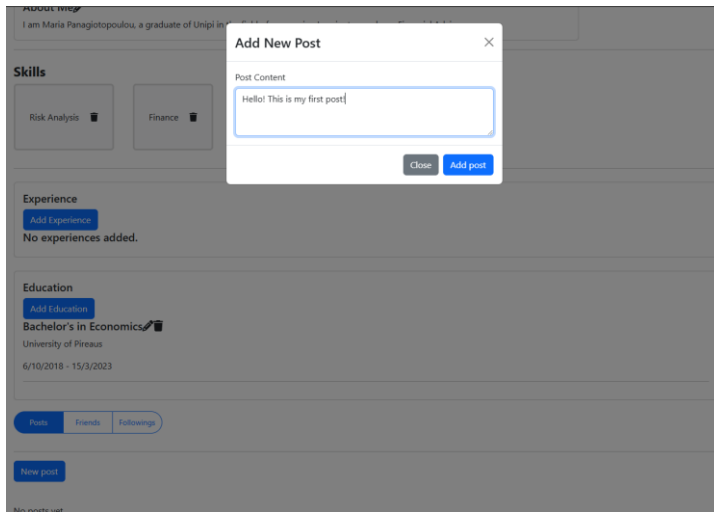 About Me
I am Maria Panagiotopoulou, a graduate of Unipi in
Add New Post
Post Content
Hello! This is my first post!
Close
Add post
Skills
Risk Analysis
Finance
Experience
Add Experience
No experiences added.
Education
Add Education
Bachelor's in Economics
University of Pireaus
6/10/2018 - 15/3/2023
Posts
Friends
Followings
New post
No posts yet